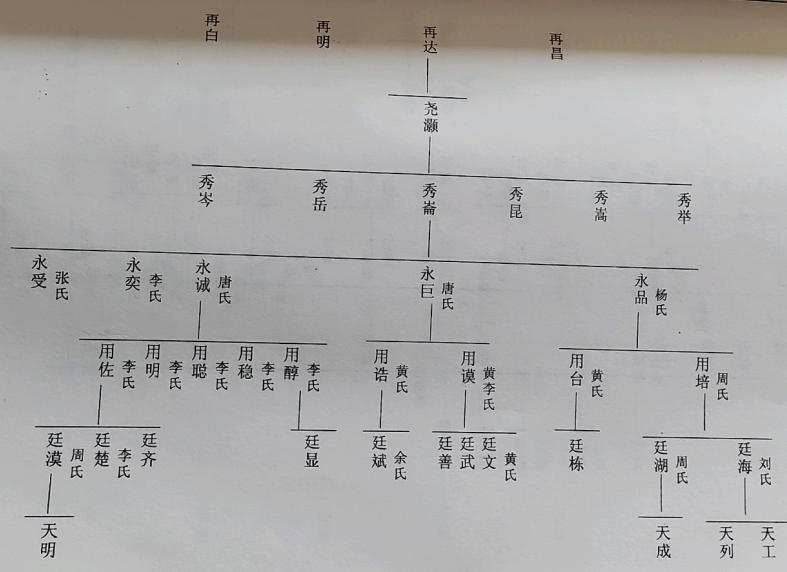 再白
再明
再达
再昌
尧灏
秀岑
秀岳
秀崙
秀昆
秀嵩
秀举
永受
张氏
永奕
李氏
永诚
唐氏
永巨
唐氏
永品
杨氏
用佐
李氏
用明
李氏
用聪
李氏
用稳
李氏
用醇
李氏
用诰
黄氏
用谟
黄李氏
用台
黄氏
用培
周氏
廷漠
周氏
廷楚
李氏
廷齐
廷显
廷斌
余氏
廷善
廷武
廷文
黄氏
廷栋
廷湖
周氏
廷海
刘氏
天明
天成
天列
天工